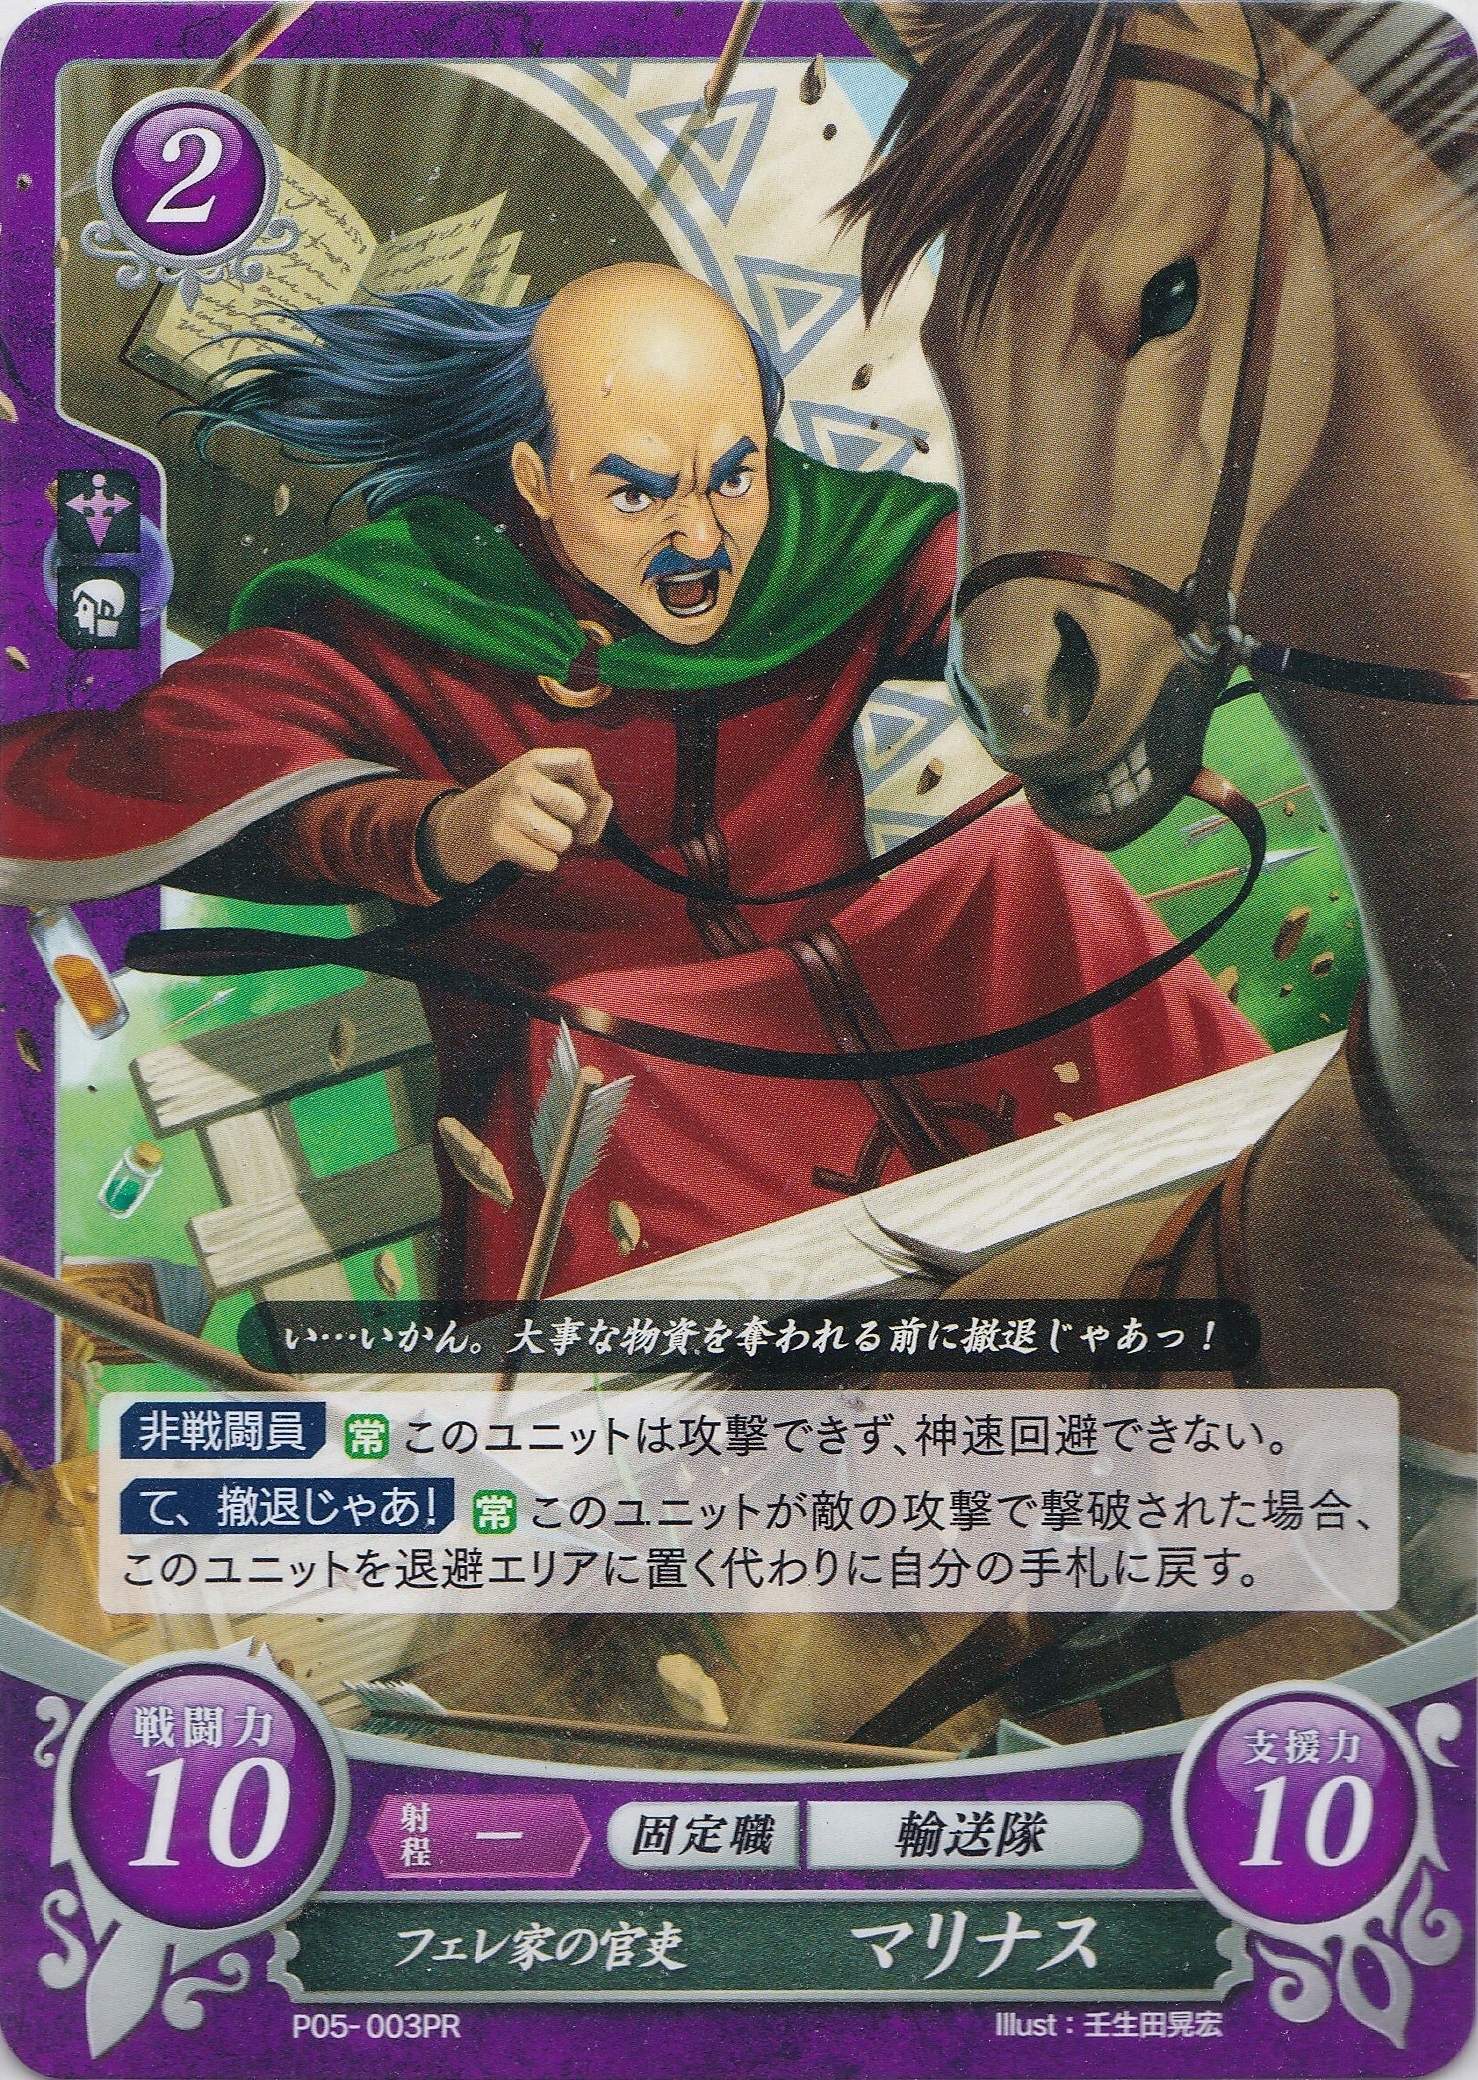 2
い…いかん。大事な物資を奪われる前に撤退じゃあっ！
非戦闘員 常 このユニットは攻撃できず、神速回避できない。
て、撤退じゃあ! 常 このユニットが敵の攻撃で撃破された場合、
このユニットを退避エリアに置く代わりに自分の手札に戻す。
戦闘力
10
射程 ー
固定職
輸送隊
支援力
10
フェレ家の官吏 マリナス
P05-003PR
Illust：壬生田晃宏